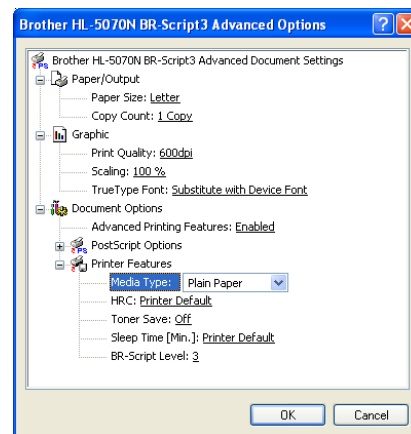 Brother HL-5070N BR-Script3 Advanced Options
Brother HL-5070N BR-Script3 Advanced Document Settings
Paper/Output
Paper Size: Letter
Copy Count: 1 Copy
Graphic
Print Quality: 600dpi
Scaling: 100 %
TrueType Font: Substitute with Device Font
Document Options
Advanced Printing Features: Enabled
PostScript Options
Printer Features
Media Type: Plain Paper
HRC: Printer Default
Toner Save: Off
Sleep Time [Min.]: Printer Default
BR-Script Level: 3
OK Cancel